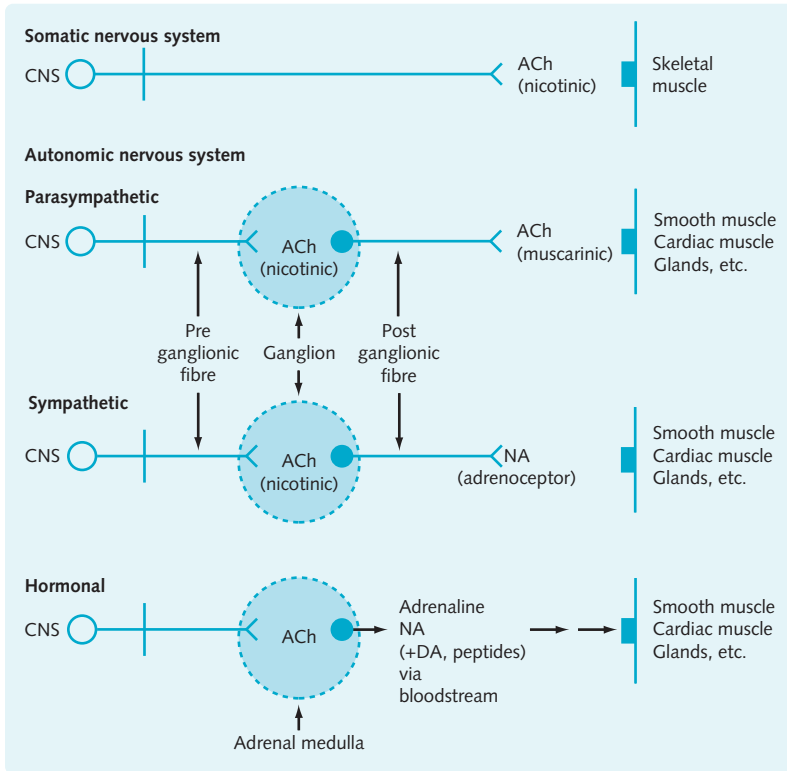 Somatic nervous system
CNS
ACh
(nicotinic)
Skeletal
muscle
Autonomic nervous system
Parasympathetic
CNS
ACh
(nicotinic)
ACh
(muscarinic)
Smooth muscle
Cardiac muscle
Glands, etc.
Pre
ganglionic
fibre
Ganglion
Post
ganglionic
fibre
Sympathetic
CNS
ACh
(nicotinic)
NA
(adrenoceptor)
Smooth muscle
Cardiac muscle
Glands, etc.
Hormonal
CNS
ACh
Adrenaline
NA
(+DA, peptides)
via
bloodstream
Smooth muscle
Cardiac muscle
Glands, etc.
Adrenal medulla